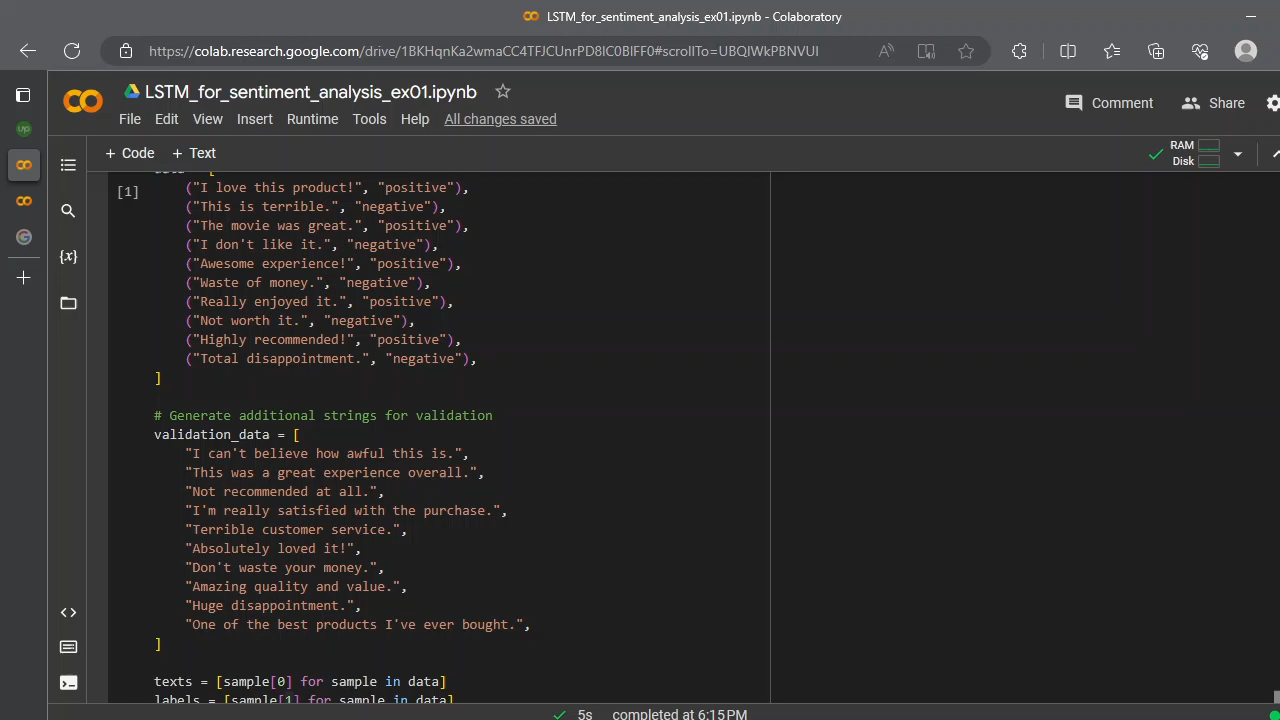 LSTM_for_sentiment_analysis_ex01.ipynb - Colaboratory
https://colab.research.google.com/drive/1BKHqnKa2wmaCC4TFJCUnrPD8lC0BlFF0#scrollTo=UBQlWkPBNVUl
LSTM_for_sentiment_analysis_ex01.ipynb
Comment
Share
File Edit View Insert Runtime Tools Help All changes saved
+ Code + Text
RAM
Disk
[1]
("I love this product!", "positive"),
("This is terrible.", "negative"),
("The movie was great.", "positive"),
("I don't like it.", "negative"),
("Awesome experience!", "positive"),
("Waste of money.", "negative"),
("Really enjoyed it.", "positive"),
("Not worth it.", "negative"),
("Highly recommended!", "positive"),
("Total disappointment.", "negative"),
]
# Generate additional strings for validation
validation_data = [
"I can't believe how awful this is.",
"This was a great experience overall.",
"Not recommended at all.",
"I'm really satisfied with the purchase.",
"Terrible customer service.",
"Absolutely loved it!",
"Don't waste your money.",
"Amazing quality and value.",
"Huge disappointment.",
"One of the best products I've ever bought.",
]
texts = [sample[0] for sample in data]
labels = [sample[1] for sample in data]
5s completed at 6:15 PM